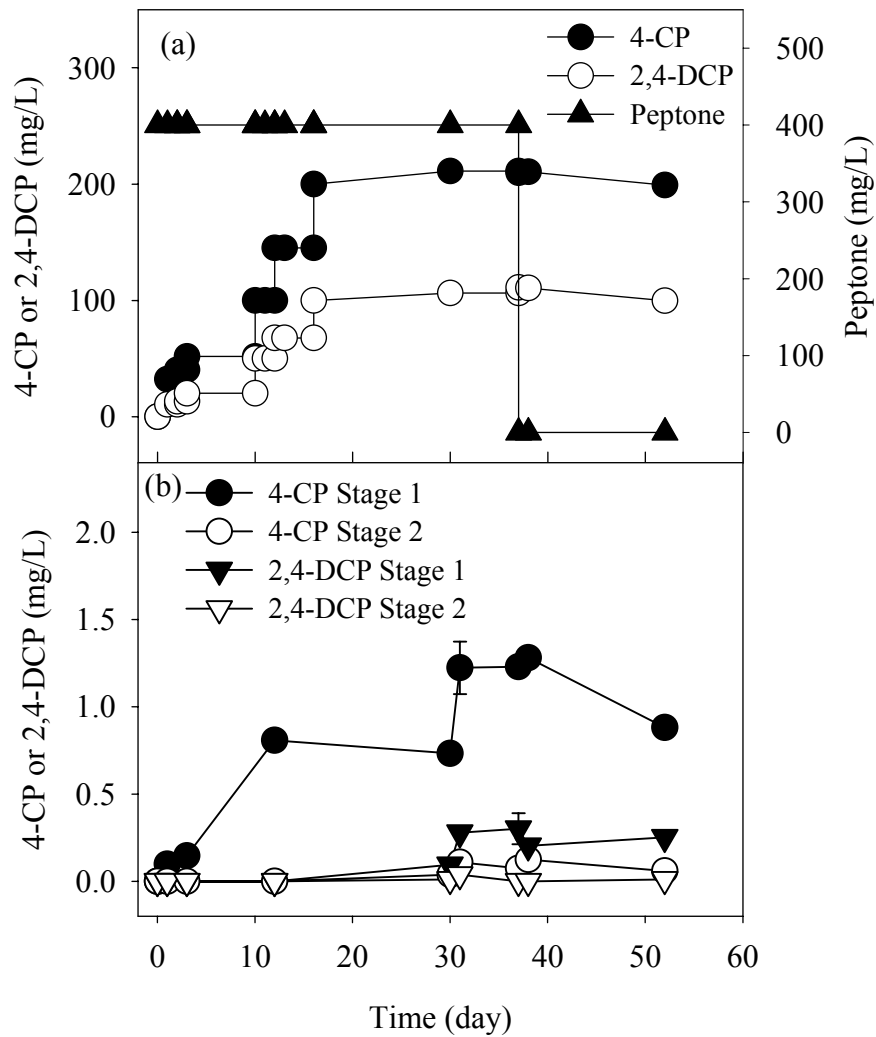 (a)
4-CP
2,4-DCP
Peptone
300
200
100
0
4-CP or 2,4-DCP (mg/L)
500
400
300
200
100
0
Peptone (mg/L)
(b)
4-CP Stage 1
4-CP Stage 2
2,4-DCP Stage 1
2,4-DCP Stage 2
2.0
1.5
1.0
0.5
0.0
4-CP or 2,4-DCP (mg/L)
0 10 20 30 40 50 60
Time (day)